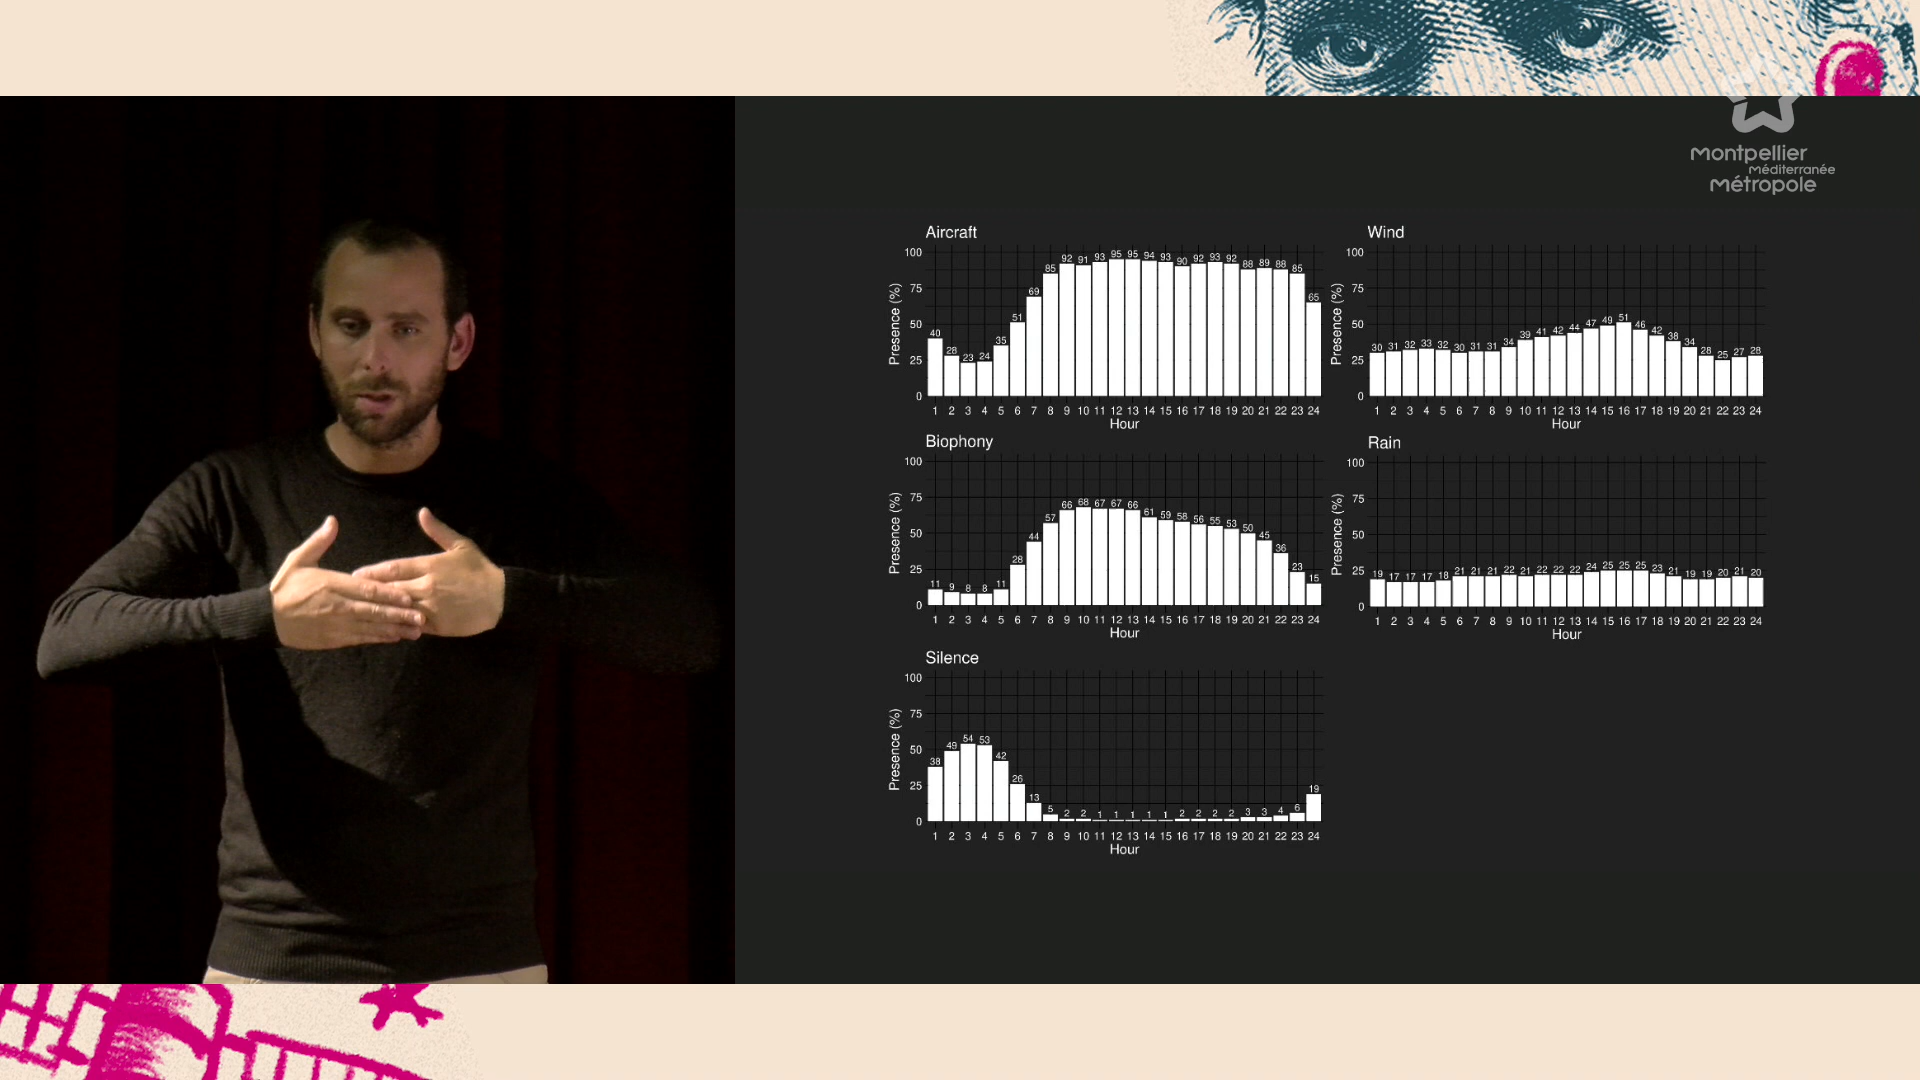 montpellier
méditerranée
métropole
Aircraft
Presence (%)
100
75
50
25
0
40 28 23 24 35 51 69 85 92 91 93 95 95 94 93 90 92 93 92 88 89 88 85 65
1 2 3 4 5 6 7 8 9 10 11 12 13 14 15 16 17 18 19 20 21 22 23 24
Hour
Wind
Presence (%)
100
75
50
25
0
30 31 32 33 32 30 31 31 34 39 41 42 44 47 49 51 46 42 38 34 28 25 27 28
1 2 3 4 5 6 7 8 9 10 11 12 13 14 15 16 17 18 19 20 21 22 23 24
Hour
Biophony
Presence (%)
100
75
50
25
0
11 9 8 8 11 28 44 57 66 68 67 67 66 61 59 58 56 55 53 50 45 36 23 15
1 2 3 4 5 6 7 8 9 10 11 12 13 14 15 16 17 18 19 20 21 22 23 24
Hour
Rain
Presence (%)
100
75
50
25
0
19 17 17 17 18 21 21 21 22 21 22 22 22 24 25 25 25 23 21 19 19 20 21 20
1 2 3 4 5 6 7 8 9 10 11 12 13 14 15 16 17 18 19 20 21 22 23 24
Hour
Silence
Presence (%)
100
75
50
25
0
38 49 54 53 42 26 13 5 2 2 1 1 1 1 1 2 2 2 2 3 3 4 6 19
1 2 3 4 5 6 7 8 9 10 11 12 13 14 15 16 17 18 19 20 21 22 23 24
Hour